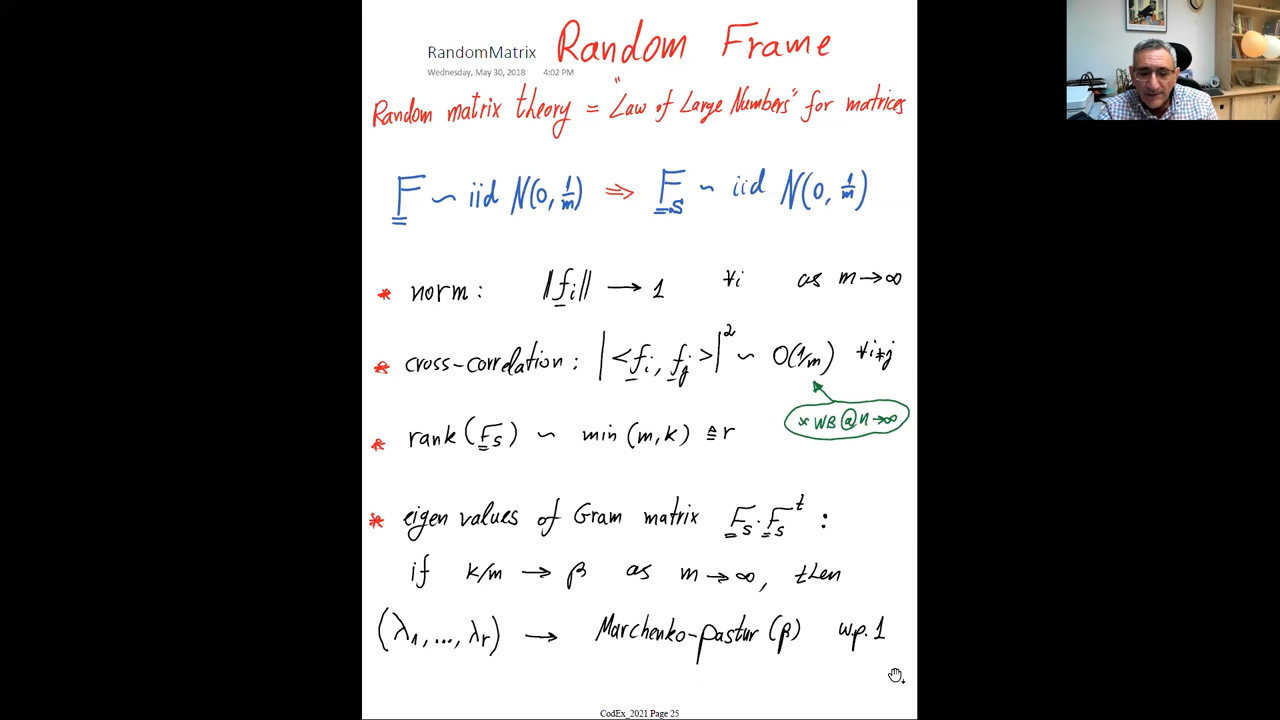 RandomMatrix Random Frame
Wednesday, May 30, 2018 4:02 PM
Random matrix theory = "Law of Large Numbers" for matrices
F ~ iid N(0, 1/m) ⇒ F_s ~ iid N(0, 1/m)
* norm: ||f_i|| → 1 ∀i as m→∞
* cross-correlation: |<f_i, f_j>|² ~ O(1/m) ∀i≠j
× WB @ n→∞
* rank(F_s) ~ min(m,k) ≜ r
* eigen values of Gram matrix F_s · F_s^t :
if k/m → β as m→∞, then
(λ_1, ..., λ_r) → Marchenko-Pastur(β) w.p. 1
CodEx_2021 Page 25